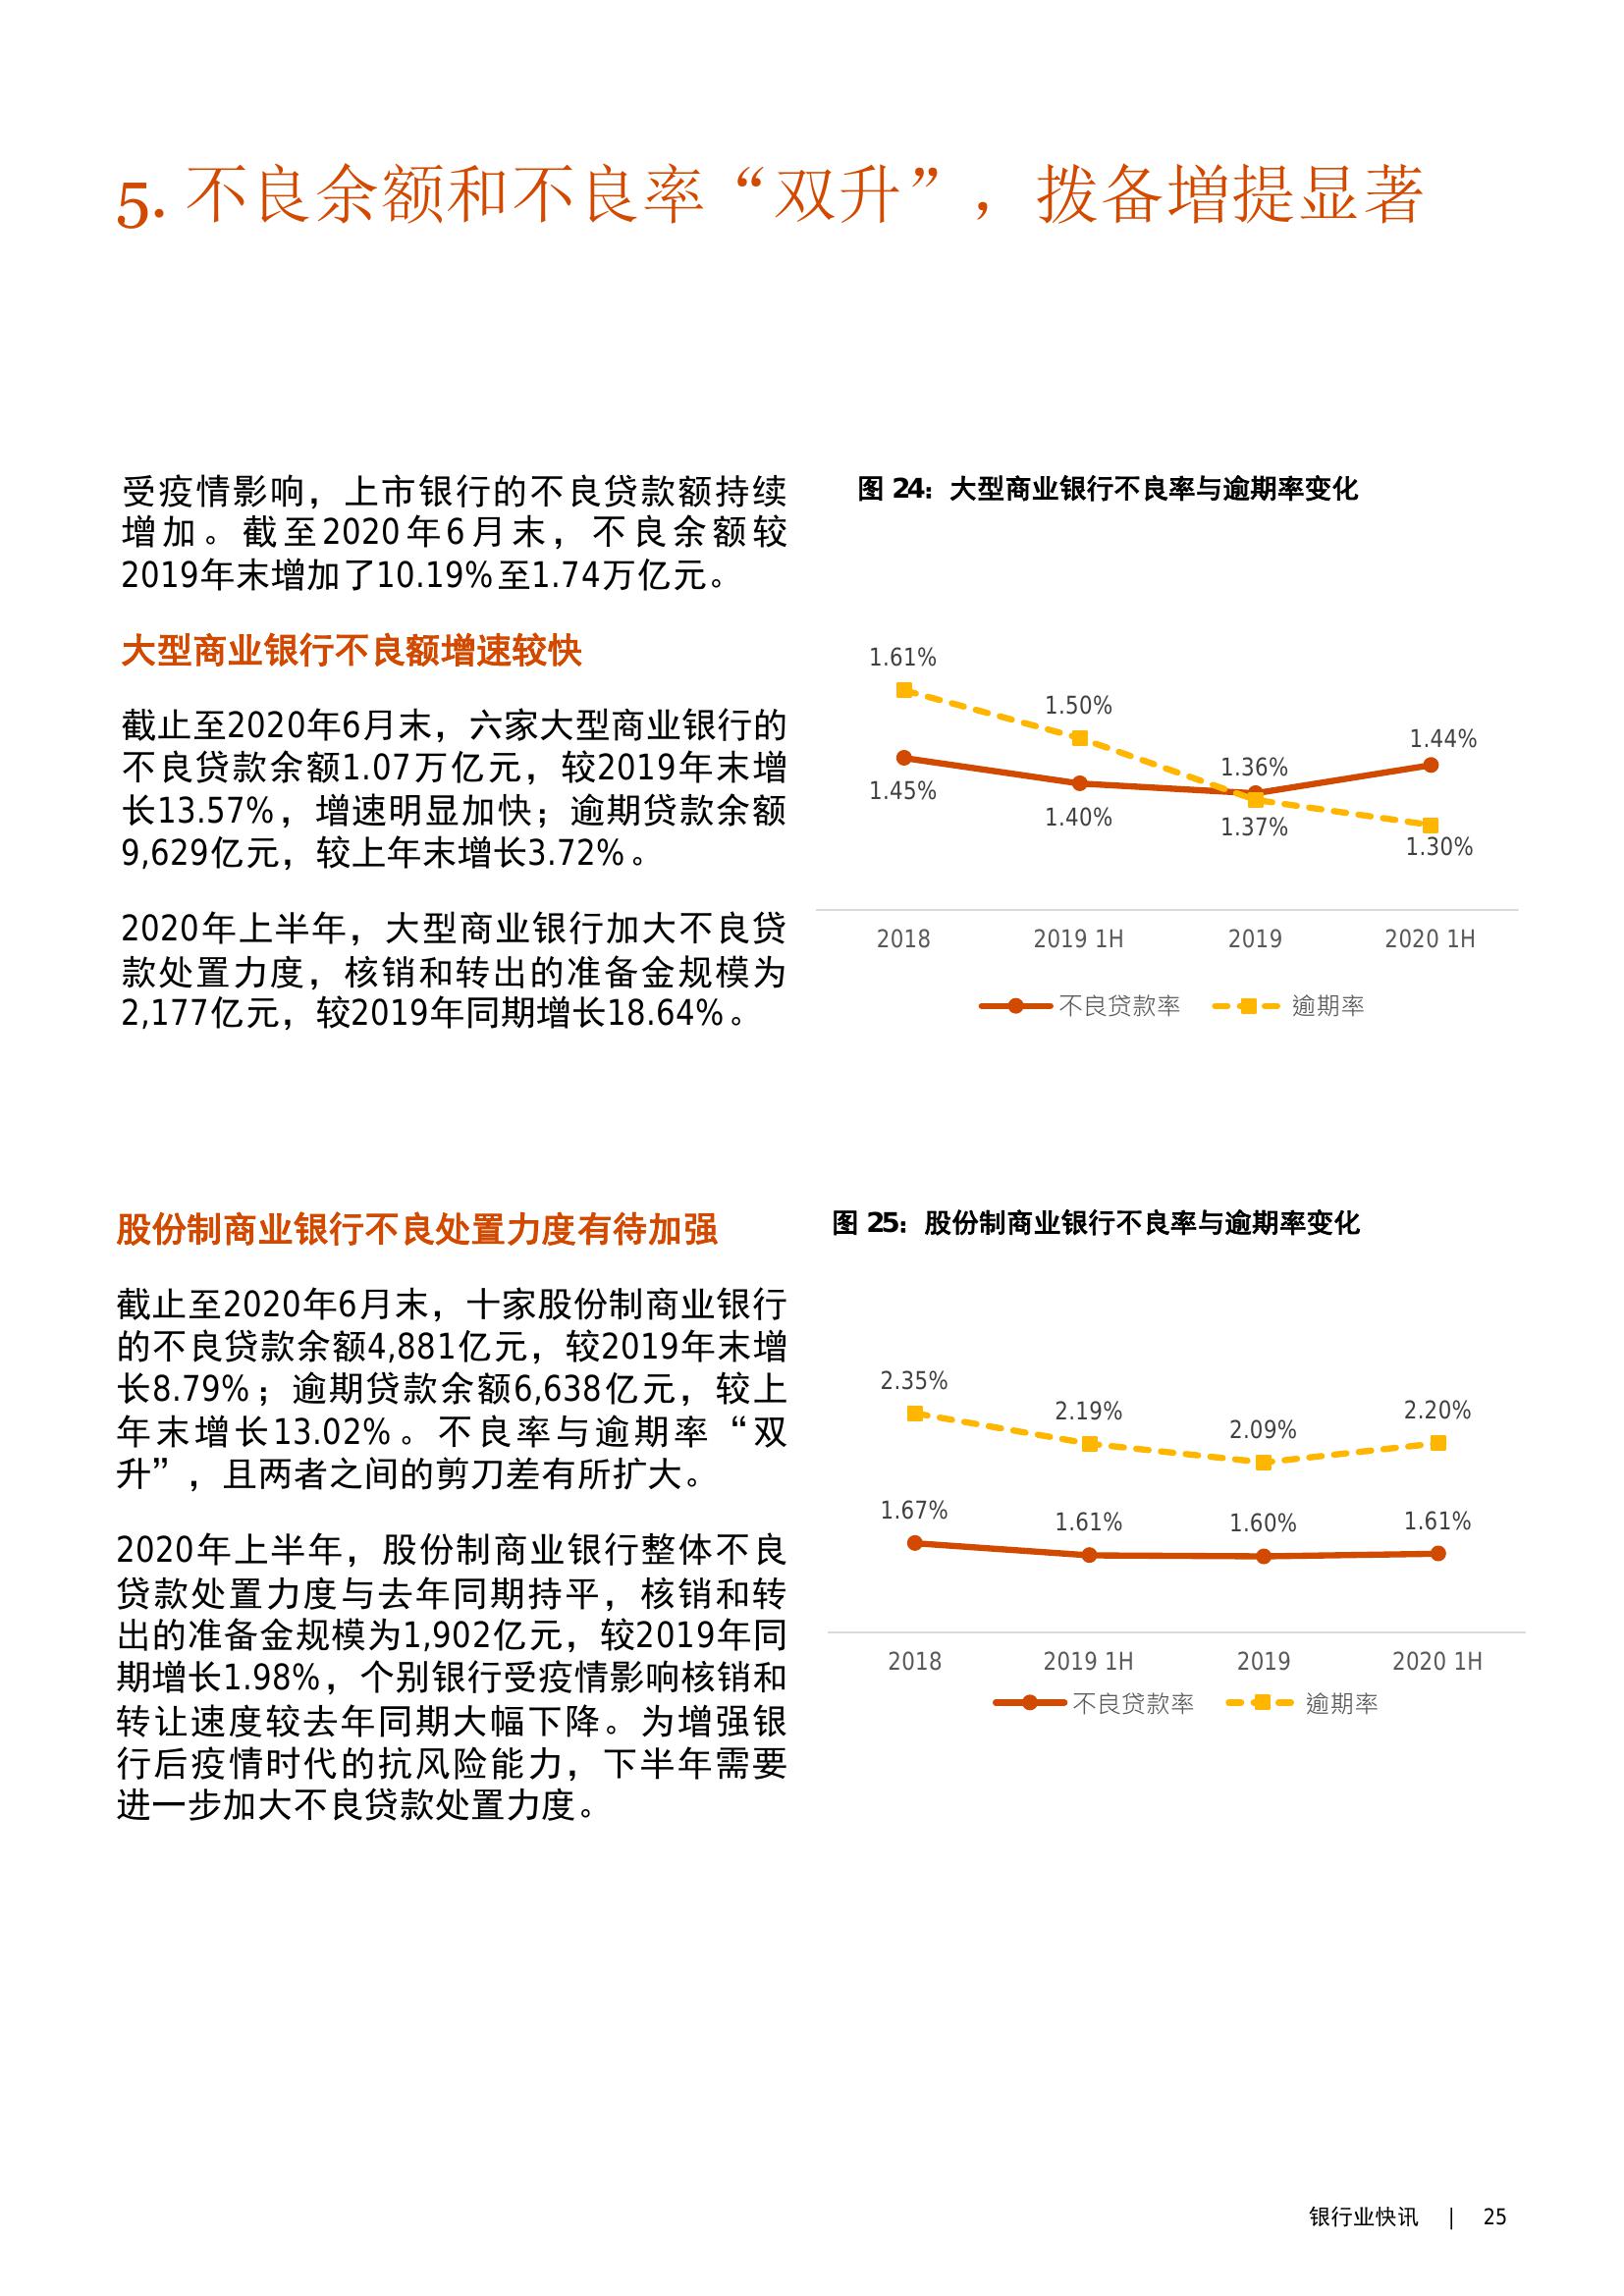 5. 不良余额和不良率“双升”，拨备增提显著
受疫情影响，上市银行的不良贷款额持续
增加。截至2020年6月末，不良余额较
2019年末增加了10.19%至1.74万亿元。
大型商业银行不良额增速较快
截止至2020年6月末，六家大型商业银行的
不良贷款余额1.07万亿元，较2019年末增
长13.57%，增速明显加快；逾期贷款余额
9,629亿元，较上年末增长3.72%。
2020年上半年，大型商业银行加大不良贷
款处置力度，核销和转出的准备金规模为
2,177亿元，较2019年同期增长18.64%。
图 24：大型商业银行不良率与逾期率变化
1.61%
1.50%
1.44%
1.36%
1.45%
1.40%
1.37%
1.30%
2018 2019 1H 2019 2020 1H
不良贷款率 逾期率
股份制商业银行不良处置力度有待加强
截止至2020年6月末，十家股份制商业银行
的不良贷款余额4,881亿元，较2019年末增
长8.79%；逾期贷款余额6,638亿元，较上
年末增长13.02%。不良率与逾期率“双
升”，且两者之间的剪刀差有所扩大。
2020年上半年，股份制商业银行整体不良
贷款处置力度与去年同期持平，核销和转
出的准备金规模为1,902亿元，较2019年同
期增长1.98%，个别银行受疫情影响核销和
转让速度较去年同期大幅下降。为增强银
行后疫情时代的抗风险能力，下半年需要
进一步加大不良贷款处置力度。
图 25：股份制商业银行不良率与逾期率变化
2.35%
2.19%
2.09%
2.20%
1.67%
1.61%
1.60%
1.61%
2018 2019 1H 2019 2020 1H
不良贷款率 逾期率
银行业快讯 | 25